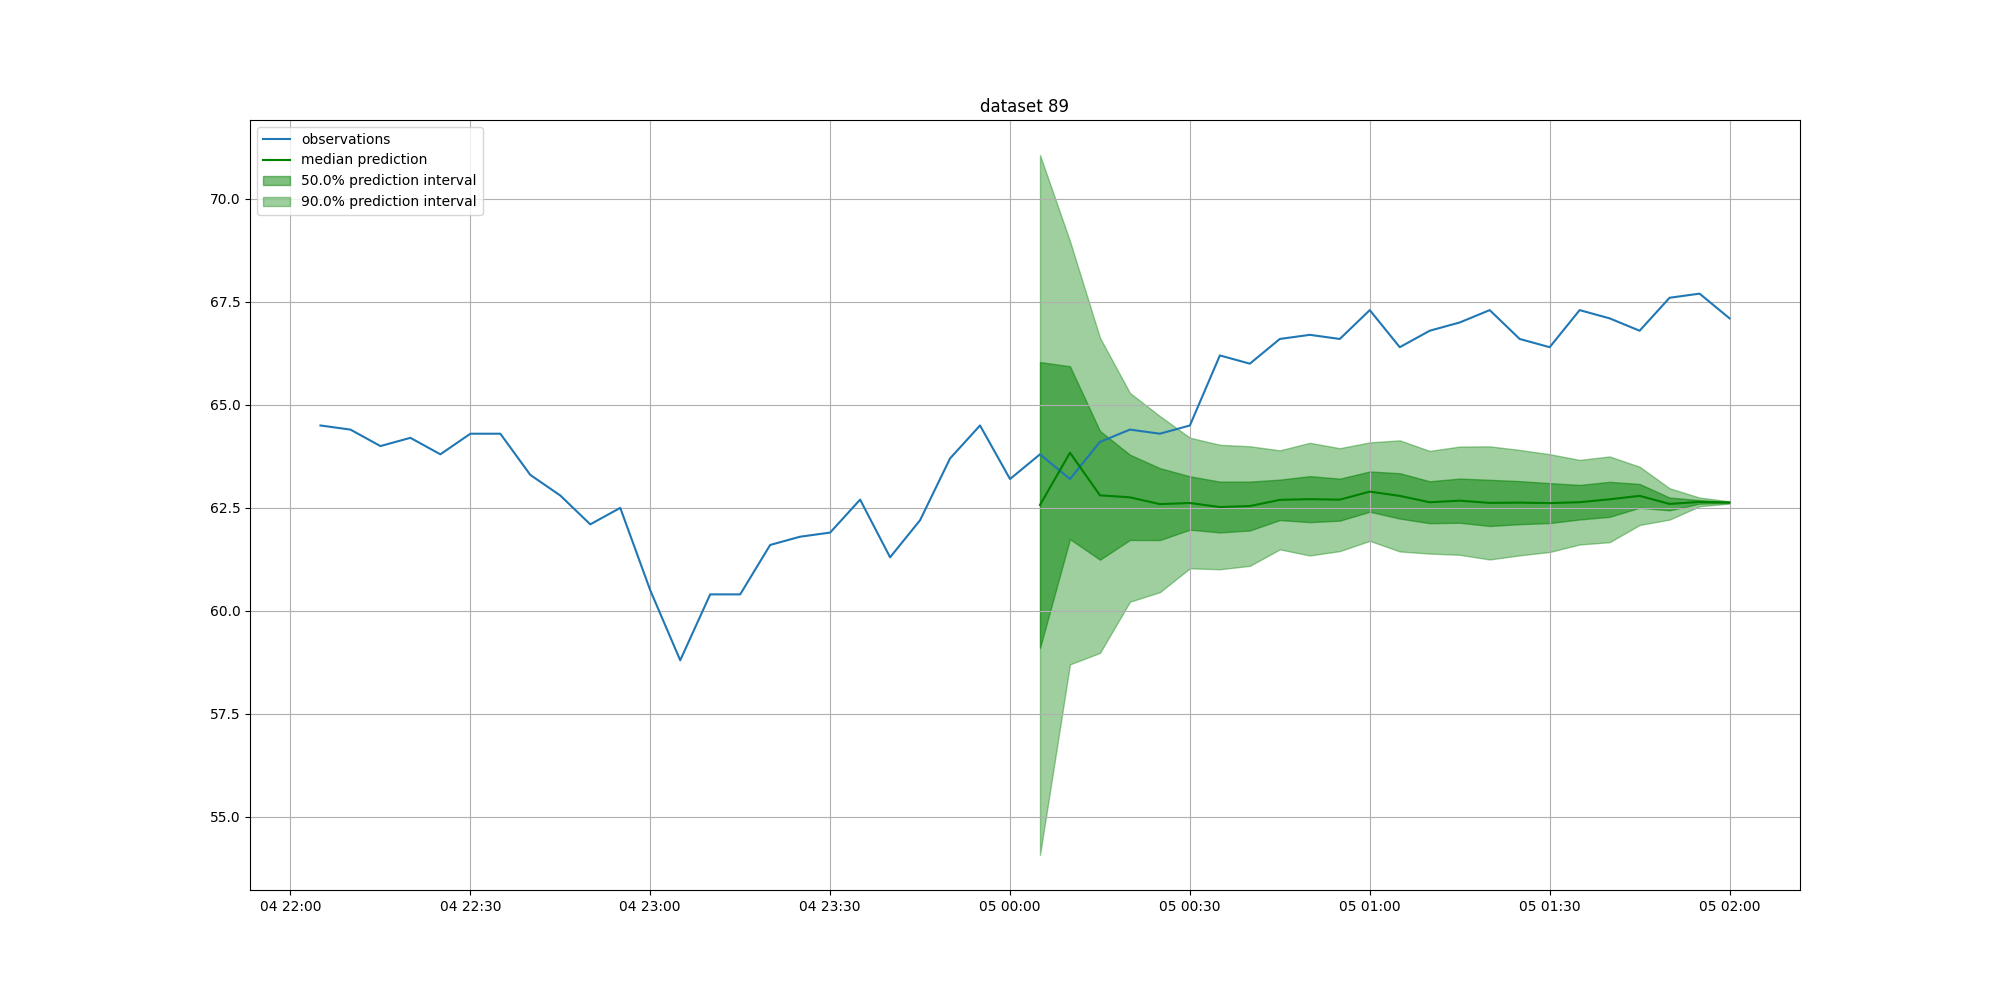 dataset 89
observations
median prediction
50.0% prediction interval
90.0% prediction interval
70.0
67.5
65.0
62.5
60.0
57.5
55.0
04 22:00 04 22:30 04 23:00 04 23:30 05 00:00 05 00:30 05 01:00 05 01:30 05 02:00